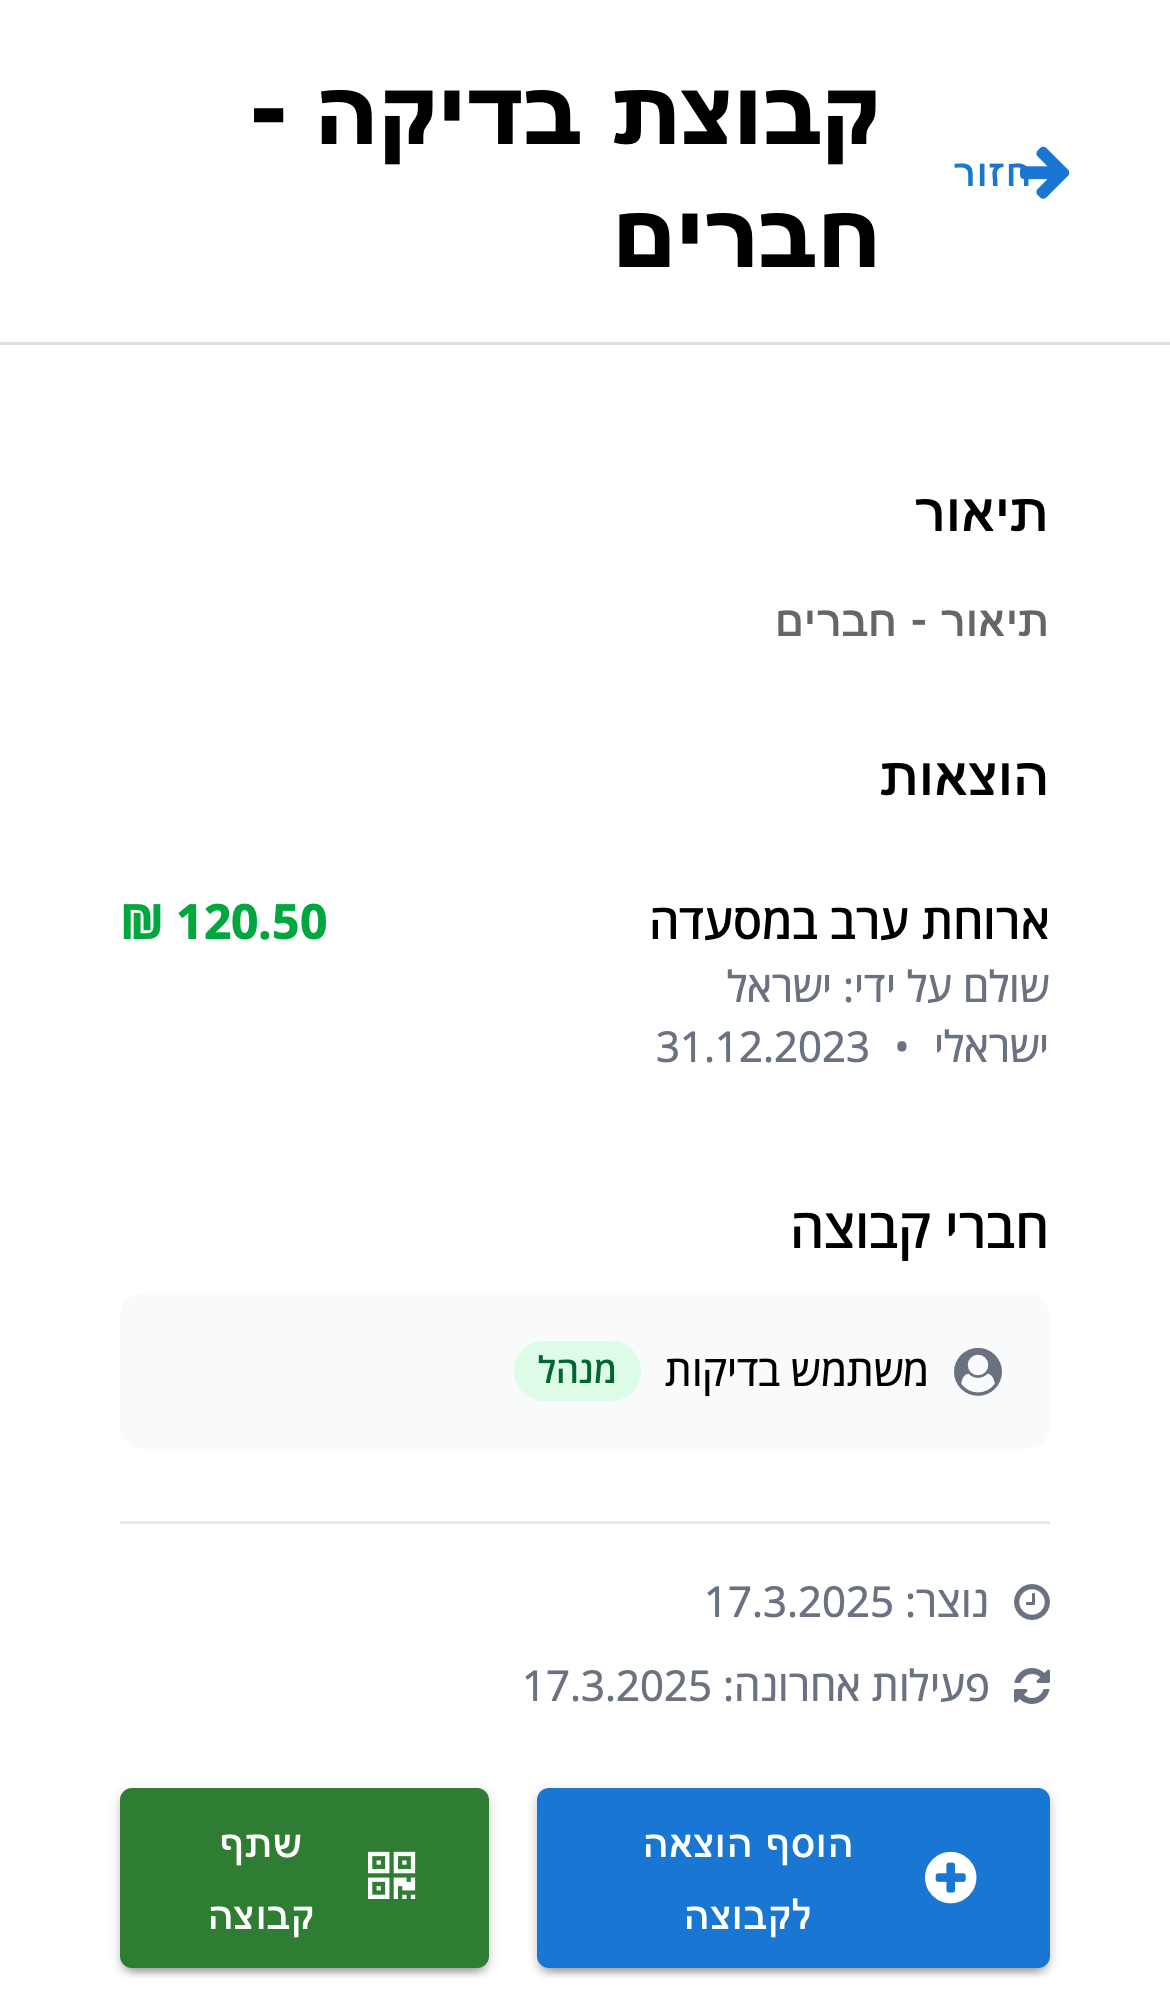 חזור
קבוצת בדיקה -
חברים
תיאור
תיאור - חברים
הוצאות
ארוחת ערב במסעדה
120.50 ₪
שולם על ידי: ישראל
ישראלי • 31.12.2023
חברי קבוצה
משתמש בדיקות מנהל
נוצר: 17.3.2025
פעילות אחרונה: 17.3.2025
הוסף הוצאה
לקבוצה
שתף
קבוצה